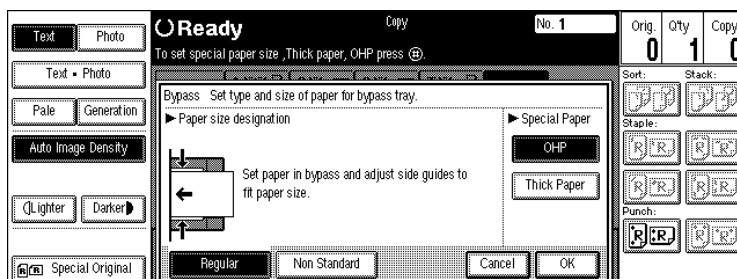 Text Photo
Text • Photo
Pale Generation
Auto Image Density
Lighter Darker
Special Original
Ready Copy No. 1
To set special paper size ,Thick paper, OHP press (#).
Bypass Set type and size of paper for bypass tray.
► Paper size designation
Set paper in bypass and adjust side guides to
fit paper size.
► Special Paper
OHP
Thick Paper
Regular Non Standard Cancel OK
Orig. Q'ty Copy
0 1
Sort: Stack:
Staple:
Punch: